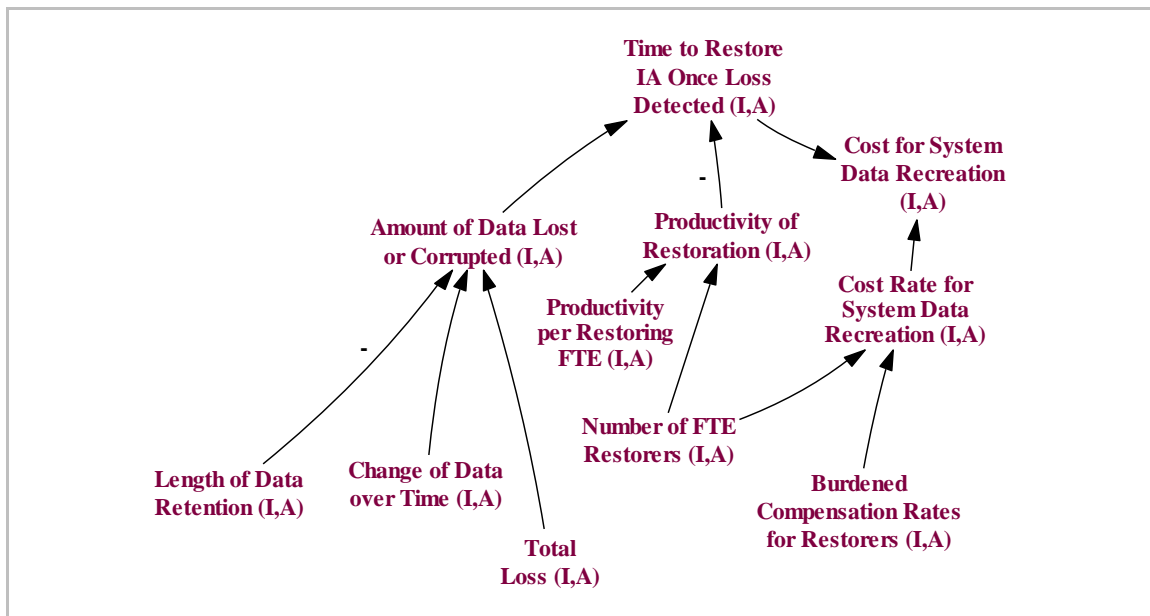 Time to Restore
IA Once Loss
Detected (I,A)
Cost for System
Data Recreation
(I,A)
-
Amount of Data Lost
or Corrupted (I,A)
Productivity of
Restoration (I,A)
Cost Rate for
System Data
Recreation (I,A)
Productivity
per Restoring
FTE (I,A)
-
Number of FTE
Restorers (I,A)
Length of Data
Retention (I,A)
Change of Data
over Time (I,A)
Burdened
Compensation Rates
for Restorers (I,A)
Total
Loss (I,A)